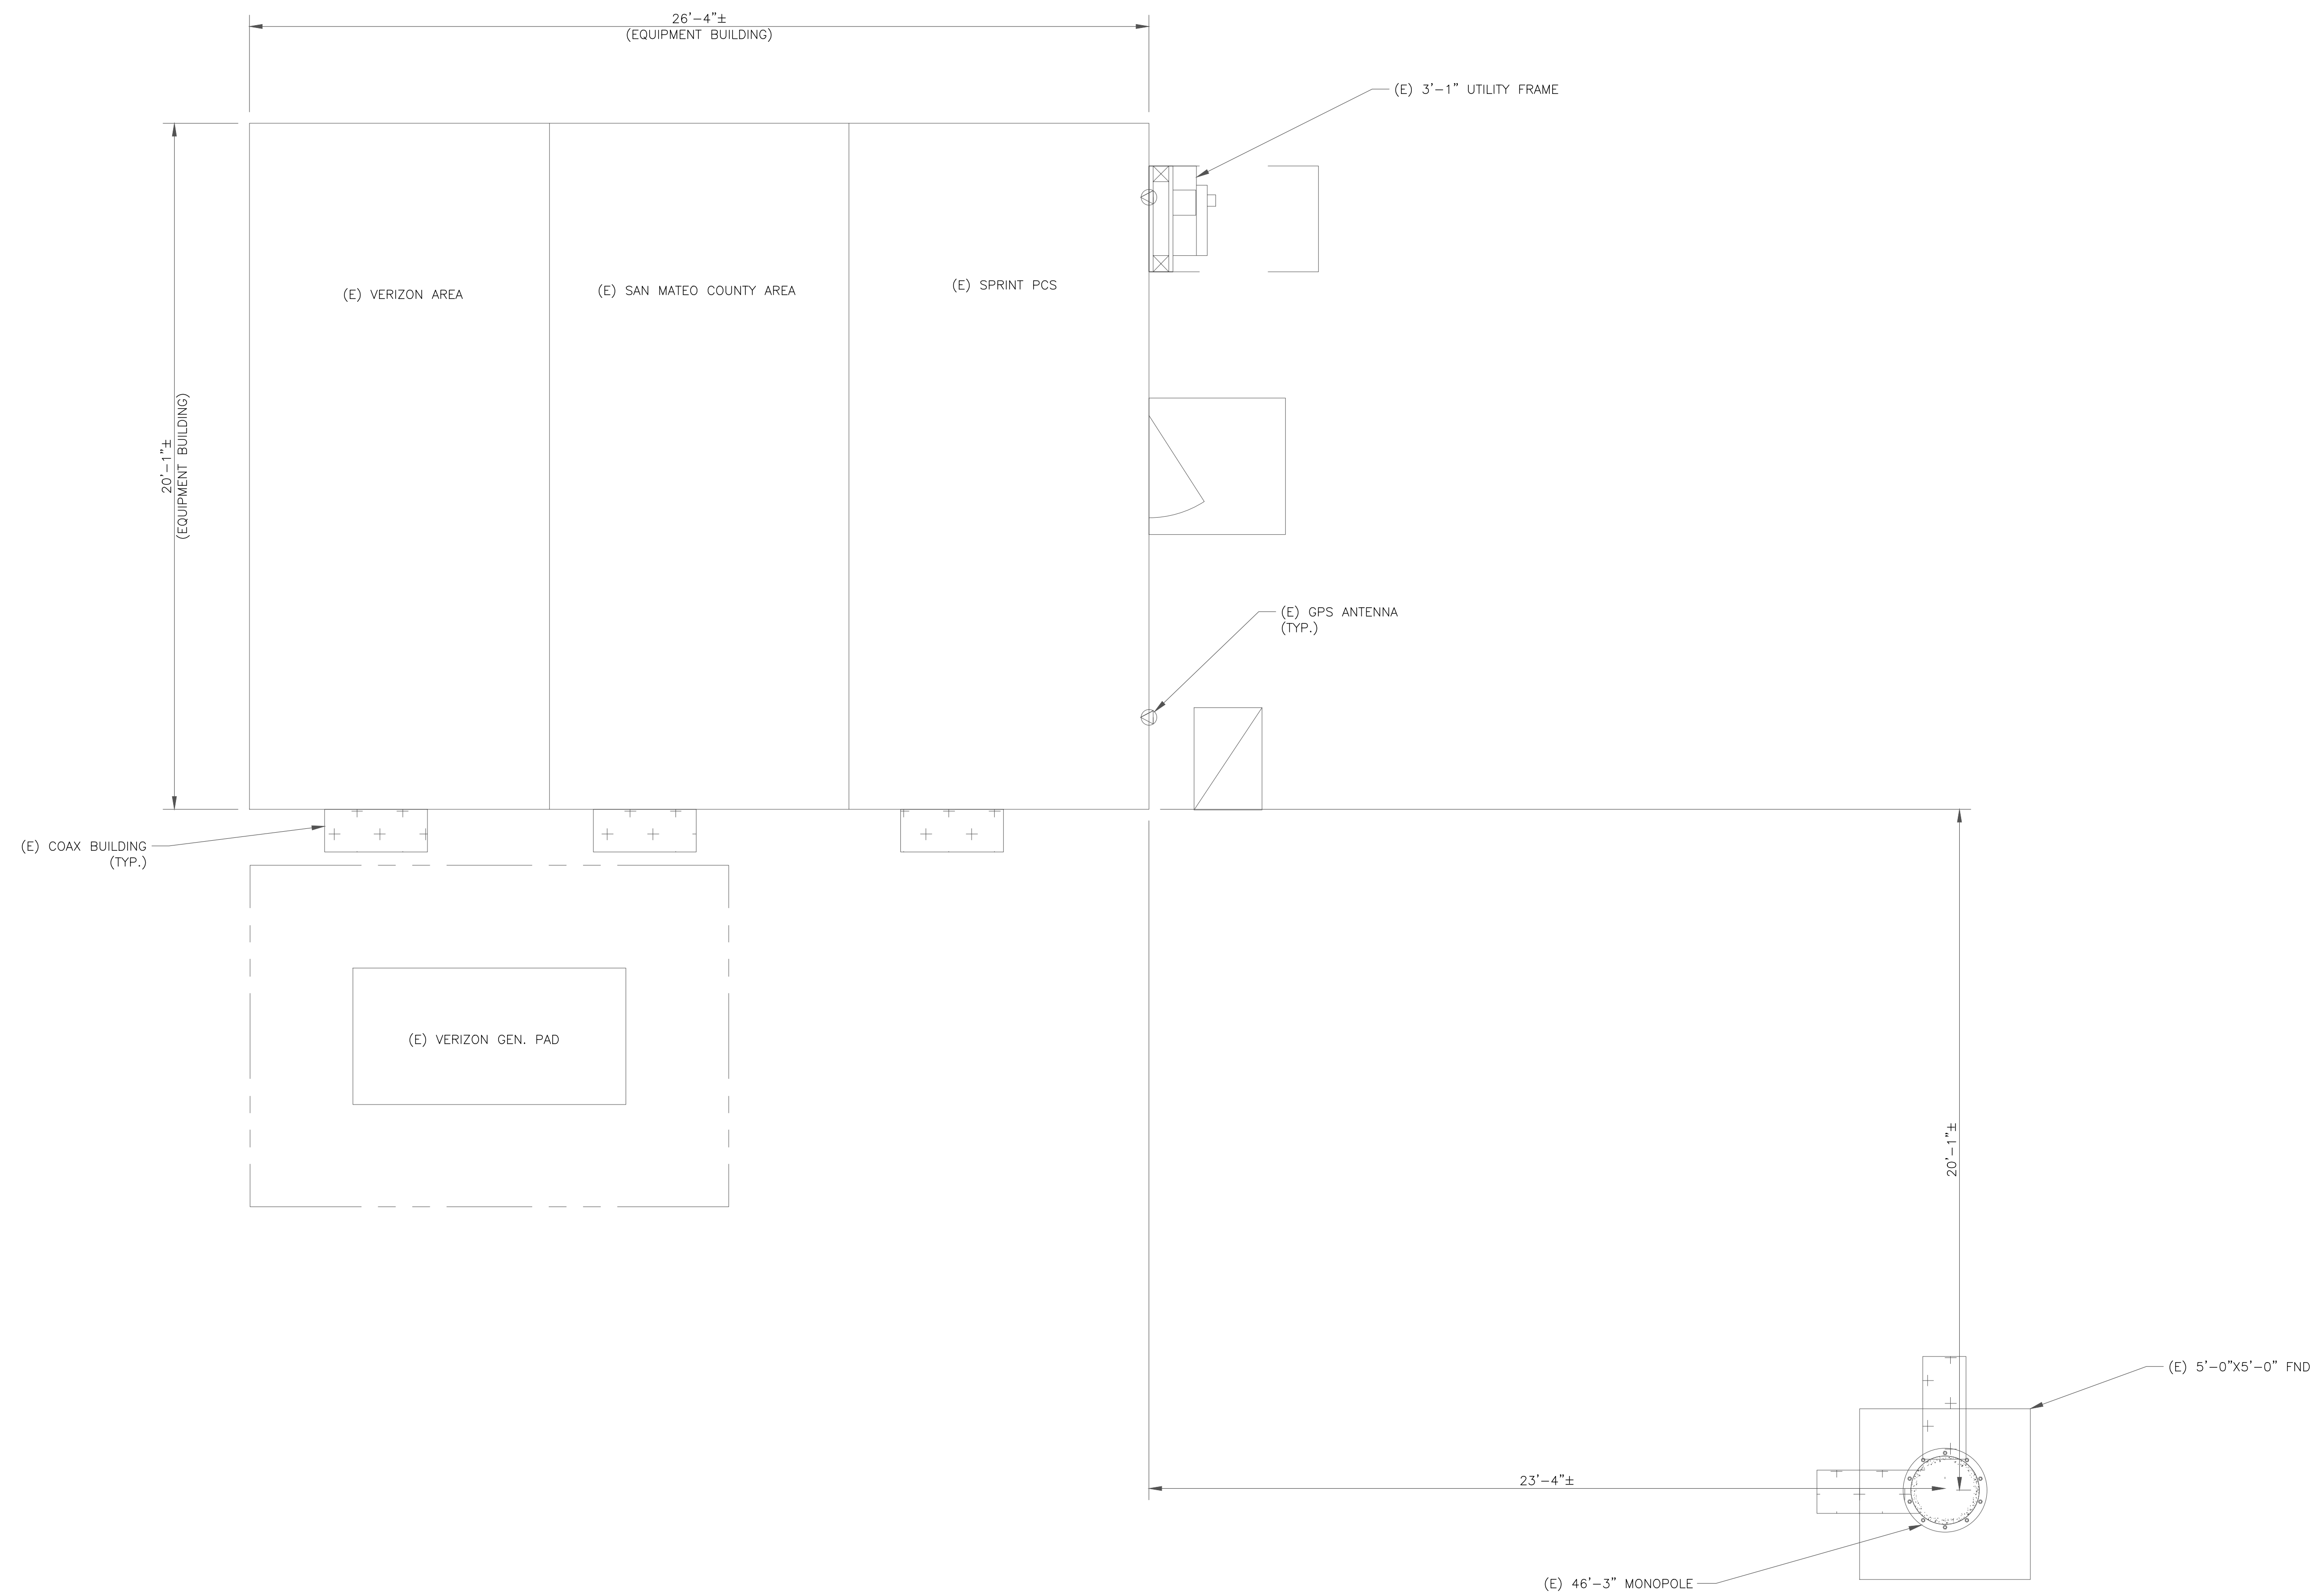 26'-4"±
(EQUIPMENT BUILDING)
(E) 3'-1" UTILITY FRAME
(E) VERIZON AREA
(E) SAN MATEO COUNTY AREA
(E) SPRINT PCS
20'-1"±
(EQUIPMENT BUILDING)
(E) GPS ANTENNA
(TYP.)
(E) COAX BUILDING
(TYP.)
(E) VERIZON GEN. PAD
20'-1"±
(E) 5'-0"X5'-0" FND
23'-4"±
(E) 46'-3" MONOPOLE